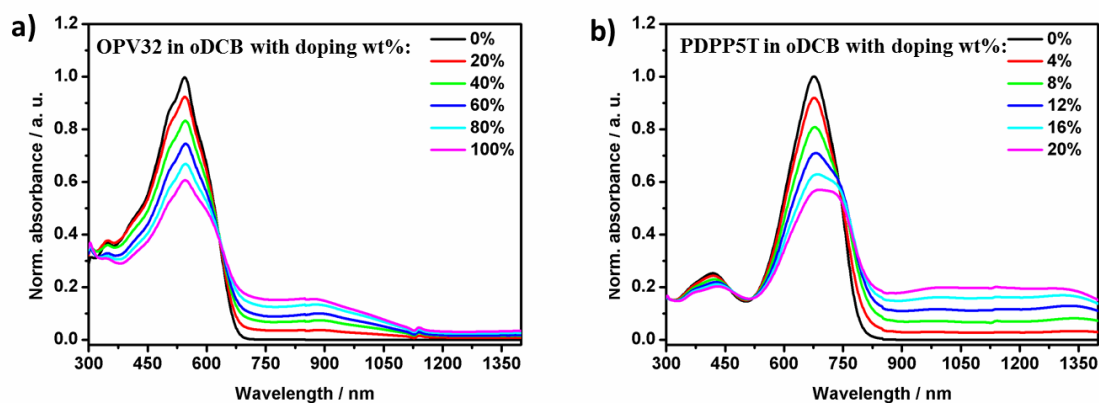 a)
OPV32 in oDCB with doping wt%:
0%
20%
40%
60%
80%
100%
1.2
1.0
0.8
0.6
0.4
0.2
0.0
Norm. absorbance / a. u.
300 450 600 750 900 1050 1200 1350
Wavelength / nm
b)
PDPP5T in oDCB with doping wt%:
0%
4%
8%
12%
16%
20%
1.2
1.0
0.8
0.6
0.4
0.2
0.0
Norm. absorbance / a. u.
300 450 600 750 900 1050 1200 1350
Wavelength / nm